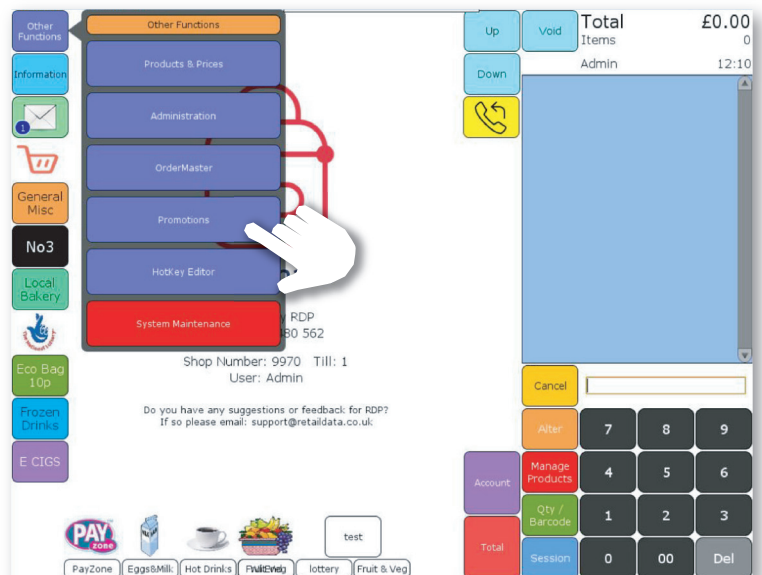 Other
Functions
Information
1
General
Misc
No3
Local
Bakery
Eco Bag
10p
Frozen
Drinks
E CIGS
Other Functions
Products & Prices
Administration
OrderMaster
Promotions
HotKey Editor
System Maintenance
RDP
480 562
Shop Number: 9970 Till: 1
User: Admin
Do you have any suggestions or feedback for RDP?
If so please email: support@retaildata.co.uk
PAY
zone
test
PayZone
Eggs&Milk
Hot Drinks
lottery
Fruit & Veg
Up
Down
Void
Total £0.00
Items 0
Admin 12:10
Cancel
Alter
Manage
Products
Qty /
Barcode
Session
Account
Total
7 8 9
4 5 6
1 2 3
0 00 Del